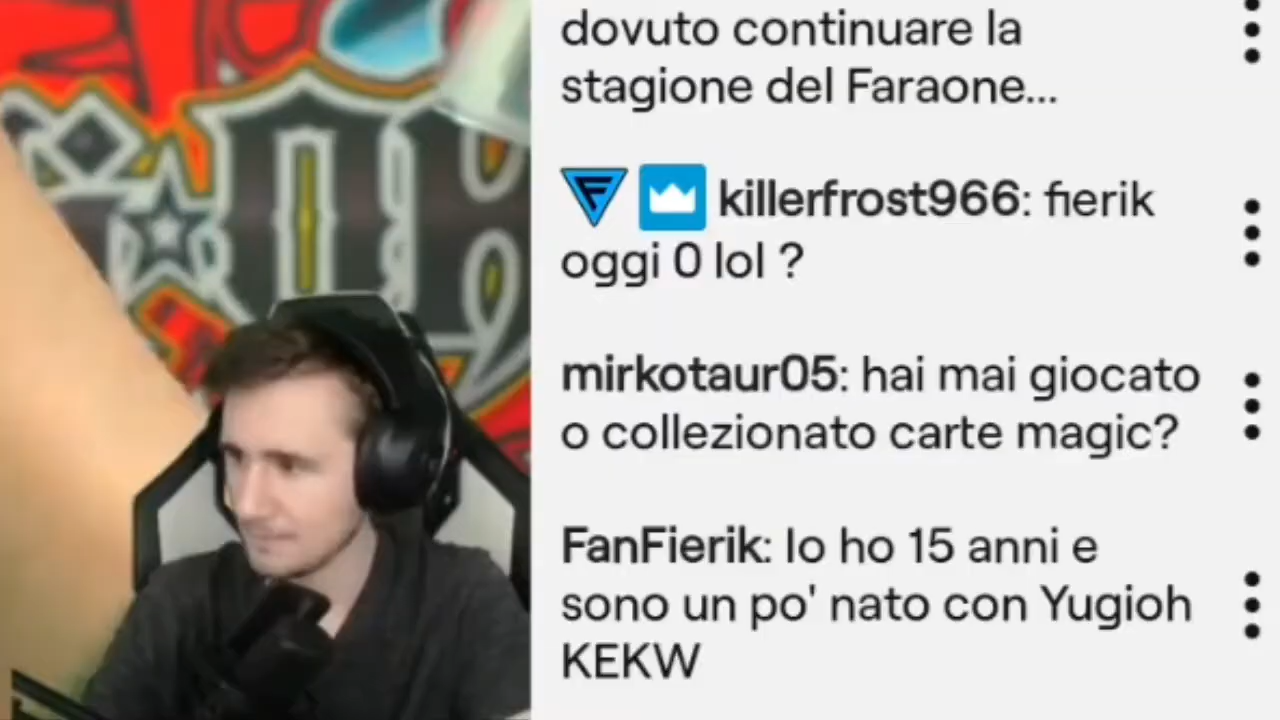 dovuto continuare la
stagione del Faraone...
killerfrost966: fierik
oggi 0 lol ?
mirkotaur05: hai mai giocato
o collezionato carte magic?
FanFierik: Io ho 15 anni e
sono un po' nato con Yugioh
KEKW